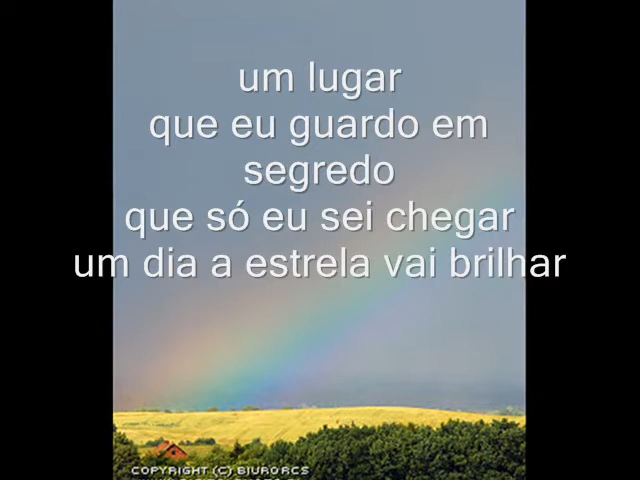 um lugar
que eu guardo em
segredo
que só eu sei chegar
um dia a estrela vai brilhar
COPYRIGHT (C) BIURORCS